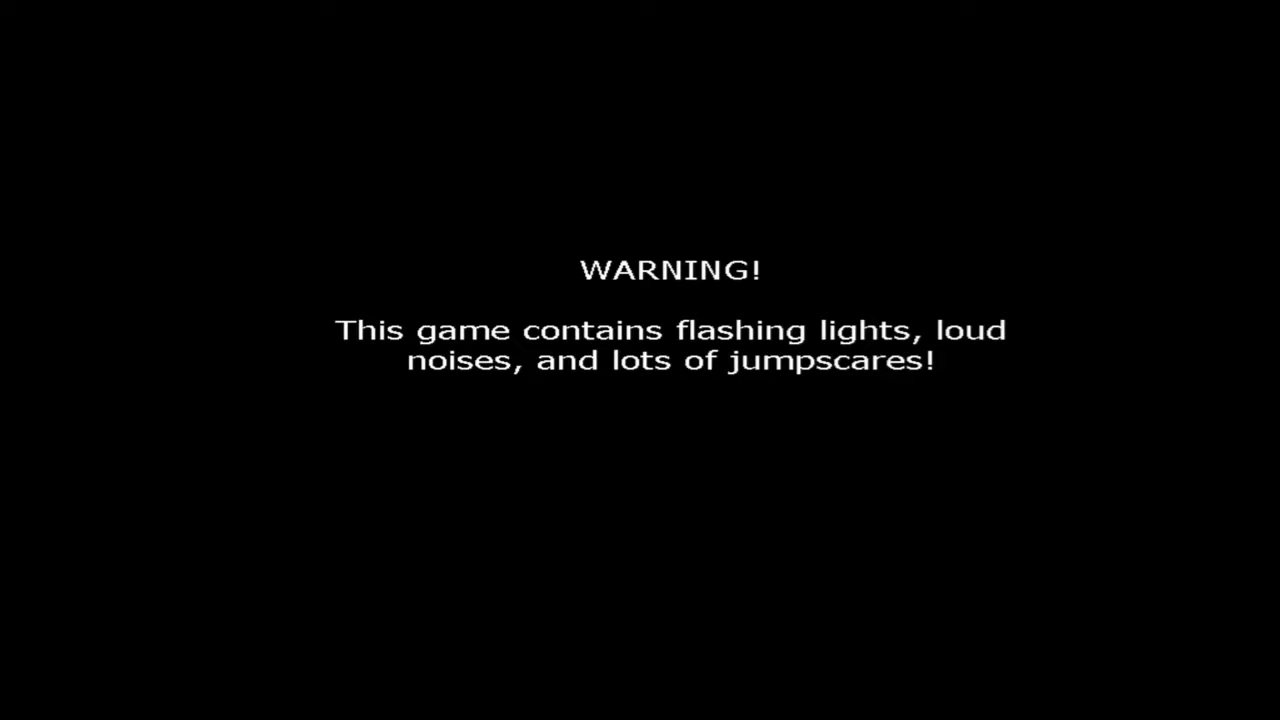 WARNING!
This game contains flashing lights, loud
noises, and lots of jumpscares!